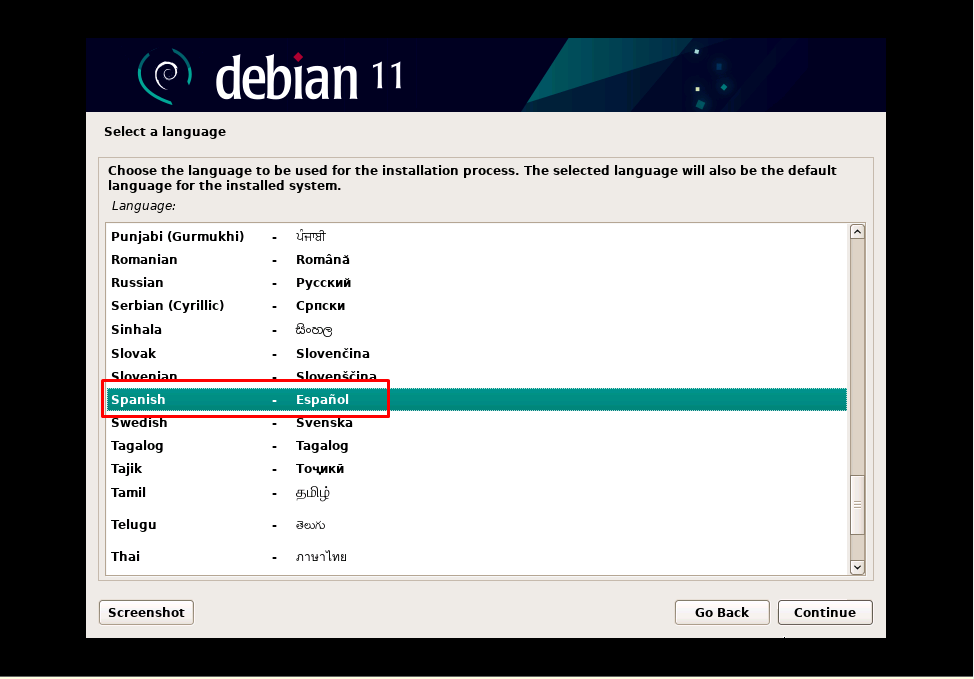 debian 11
Select a language
Choose the language to be used for the installation process. The selected language will also be the default
language for the installed system.
Language:
Punjabi (Gurmukhi) - ਪੰਜਾਬੀ
Romanian - Română
Russian - Русский
Serbian (Cyrillic) - Српски
Sinhala - සිංහල
Slovak - Slovenčina
Slovenian - Slovenščina
Spanish - Español
Swedish - Svenska
Tagalog - Tagalog
Tajik - Тоҷикӣ
Tamil - தமிழ்
Telugu - తెలుగు
Thai - ภาษาไทย
Screenshot Go Back Continue